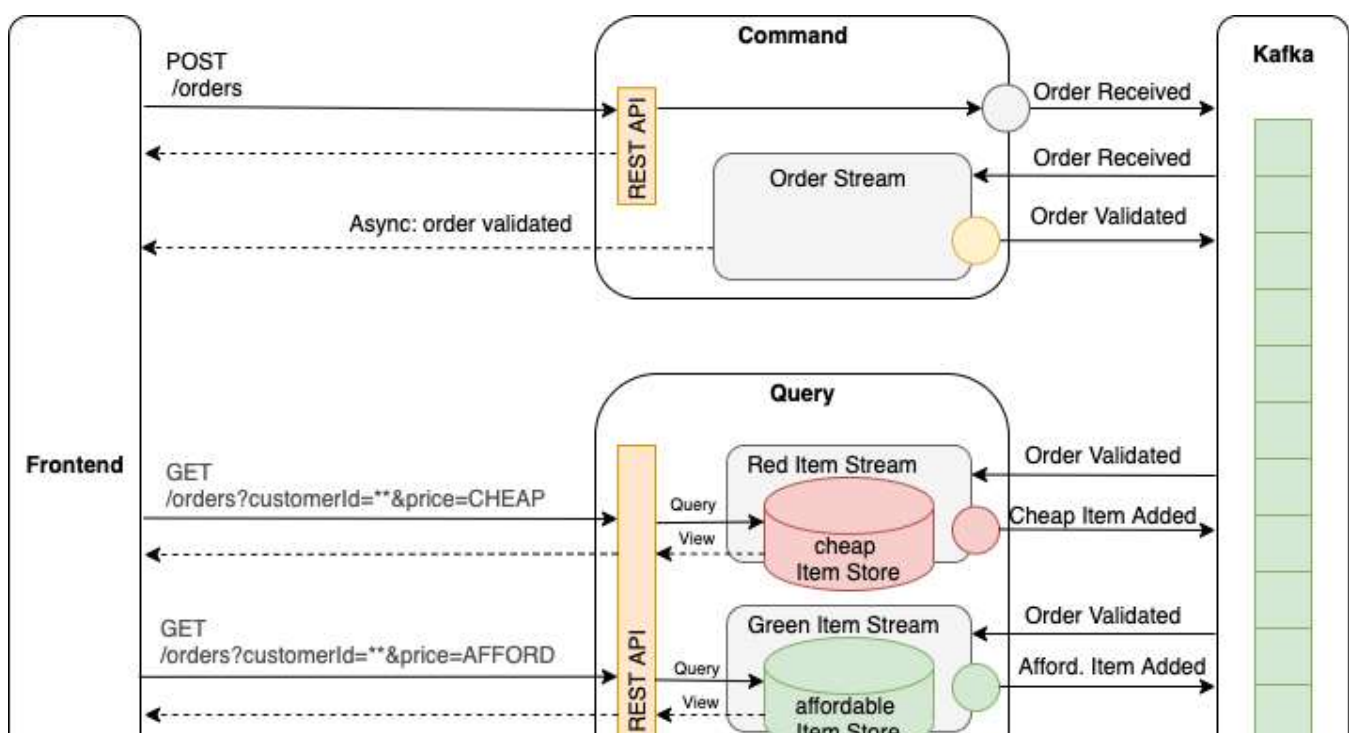 Command
Kafka
POST
/orders
Order Received
REST API
Order Received
Order Stream
Order Validated
Async: order validated
Query
Frontend
Red Item Stream
Order Validated
GET
/orders?customerId=**&price=CHEAP
Query
Cheap Item Added
View
cheap
Item Store
Green Item Stream
Order Validated
GET
/orders?customerId=**&price=AFFORD
REST API
Query
Afford. Item Added
View
affordable
Item Store